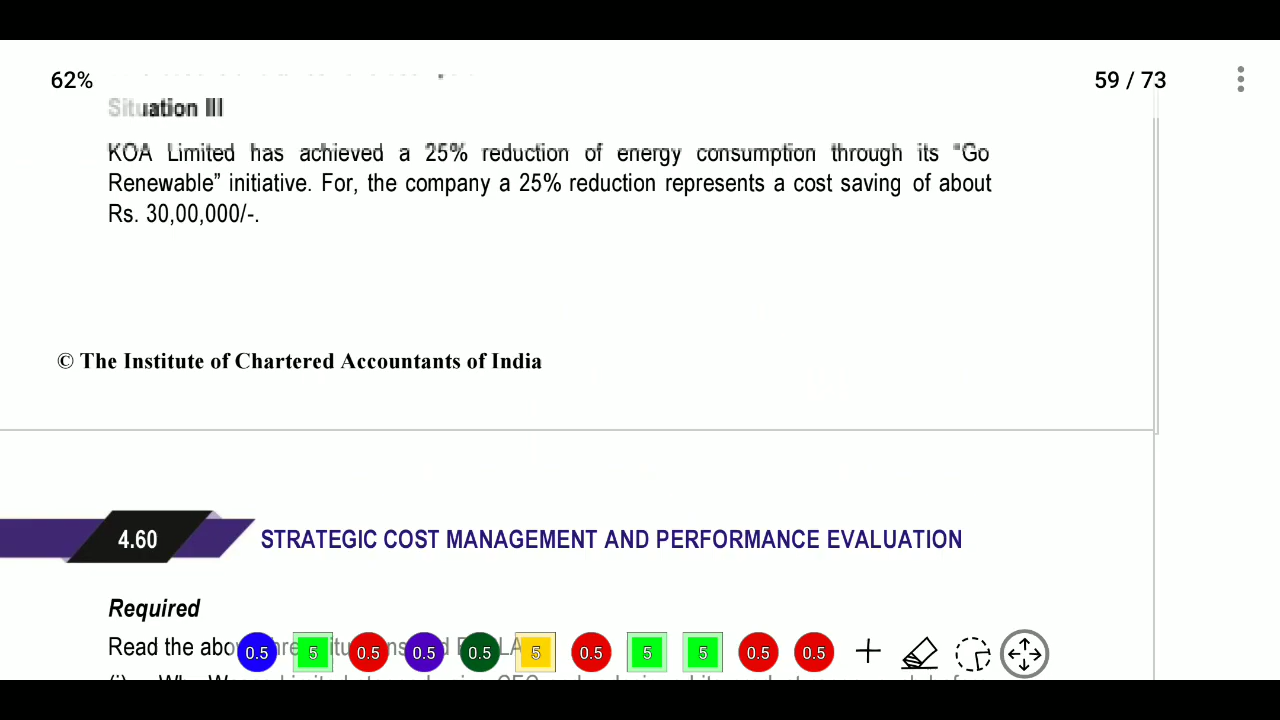 62%
59 / 73
Situation III
KOA Limited has achieved a 25% reduction of energy consumption through its "Go
Renewable" initiative. For, the company a 25% reduction represents a cost saving of about
Rs. 30,00,000/-.
© The Institute of Chartered Accountants of India
4.60
STRATEGIC COST MANAGEMENT AND PERFORMANCE EVALUATION
Required
Read the
0.5 5 0.5 0.5 0.5 5 0.5 5 5 0.5 0.5